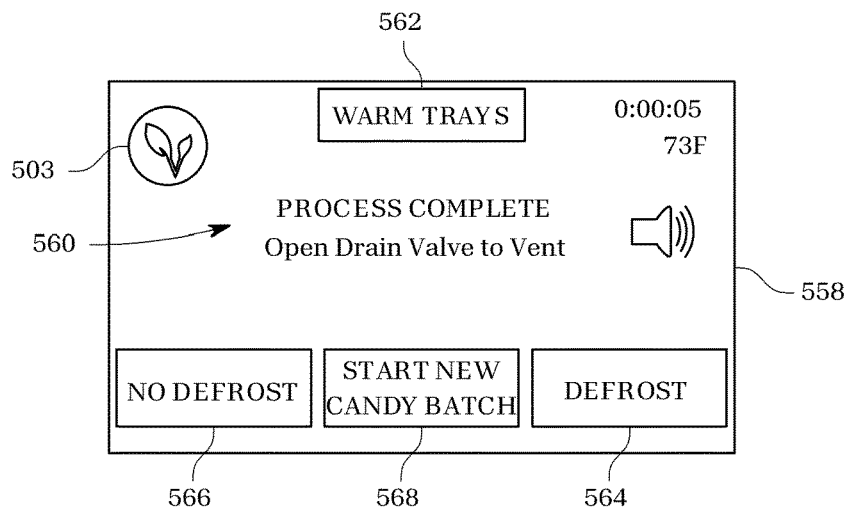 562
WARM TRAYS
0:00:05
73F
503
PROCESS COMPLETE
560
Open Drain Valve to Vent
558
NO DEFROST
START NEW
CANDY BATCH
DEFROST
566
568
564